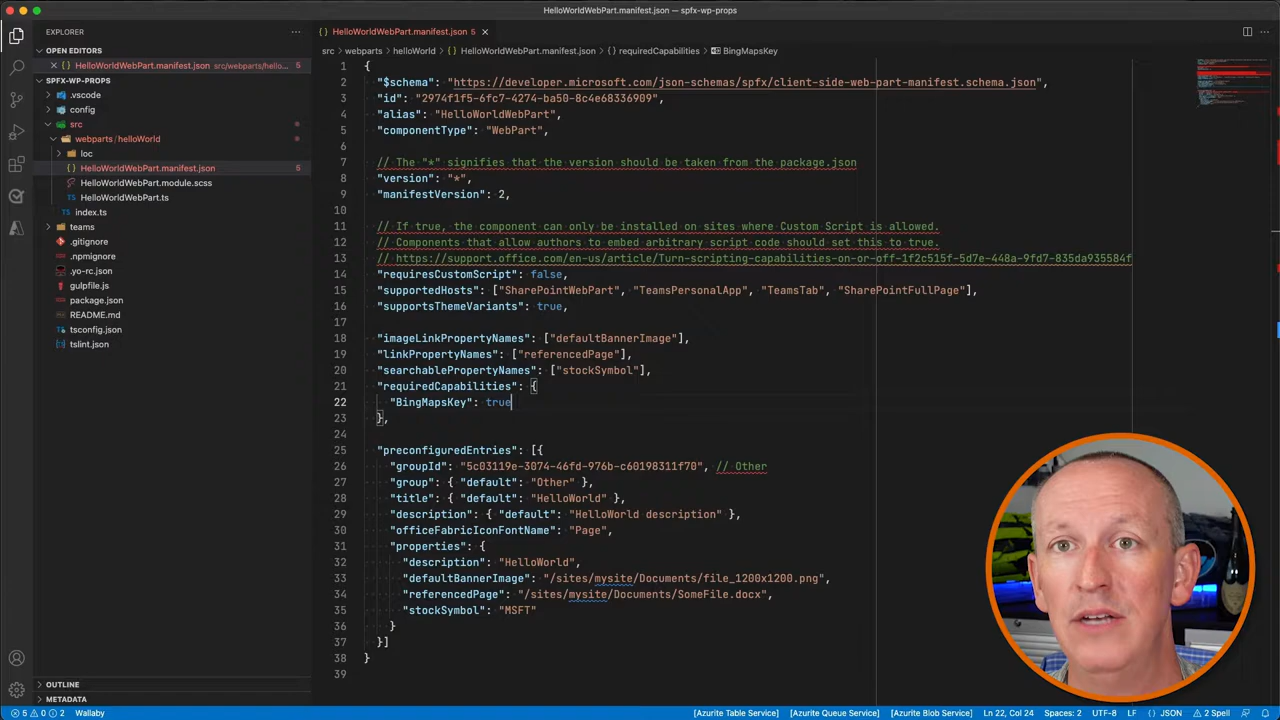 HelloWorldWebPart.manifest.json — spfx-wp-props
EXPLORER
OPEN EDITORS
HelloWorldWebPart.manifest.json src/webparts/hello... 5
SPFX-WP-PROPS
.vscode
config
src
webparts / helloWorld
loc
HelloWorldWebPart.manifest.json 5
HelloWorldWebPart.module.scss
HelloWorldWebPart.ts
index.ts
teams
.gitignore
.npmignore
.yo-rc.json
gulpfile.js
package.json
README.md
tsconfig.json
tslint.json
OUTLINE
METADATA
HelloWorldWebPart.manifest.json 5
src > webparts > helloWorld > {} HelloWorldWebPart.manifest.json > {} requiredCapabilities > BingMapsKey
1 {
2 "$schema": "https://developer.microsoft.com/json-schemas/spfx/client-side-web-part-manifest.schema.json",
3 "id": "2974f1f5-6fc7-4274-ba50-8c4e68336909",
4 "alias": "HelloWorldWebPart",
5 "componentType": "WebPart",
6
7 // The "*" signifies that the version should be taken from the package.json
8 "version": "*",
9 "manifestVersion": 2,
10
11 // If true, the component can only be installed on sites where Custom Script is allowed.
12 // Components that allow authors to embed arbitrary script code should set this to true.
13 // https://support.office.com/en-us/article/Turn-scripting-capabilities-on-or-off-1f2c515f-5d7e-448a-9fd7-835da935584f
14 "requiresCustomScript": false,
15 "supportedHosts": ["SharePointWebPart", "TeamsPersonalApp", "TeamsTab", "SharePointFullPage"],
16 "supportsThemeVariants": true,
17
18 "imageLinkPropertyNames": ["defaultBannerImage"],
19 "linkPropertyNames": ["referencedPage"],
20 "searchablePropertyNames": ["stockSymbol"],
21 "requiredCapabilities": {
22 "BingMapsKey": true
23 },
24
25 "preconfiguredEntries": [{
26 "groupId": "5c03119e-3074-46fd-976b-c60198311f70", // Other
27 "group": { "default": "Other" },
28 "title": { "default": "HelloWorld" },
29 "description": { "default": "HelloWorld description" },
30 "officeFabricIconFontName": "Page",
31 "properties": {
32 "description": "HelloWorld",
33 "defaultBannerImage": "/sites/mysite/Documents/file_1200x1200.png",
34 "referencedPage": "/sites/mysite/Documents/SomeFile.docx",
35 "stockSymbol": "MSFT"
36 }
37 }]
38 }
39
5 0 2 Wallaby [Azurite Table Service] [Azurite Queue Service] [Azurite Blob Service] Ln 22, Col 24 Spaces: 2 UTF-8 LF {} JSON 2 Spell